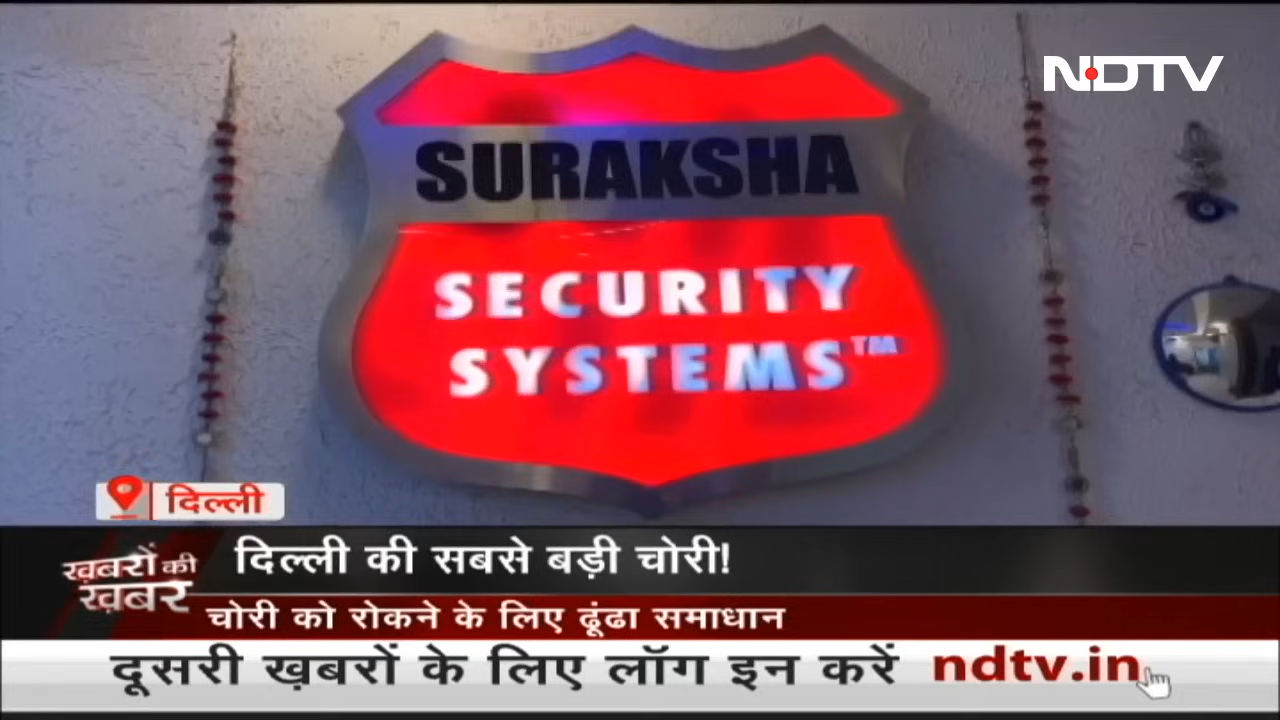 NDTV
SURAKSHA
SECURITY
SYSTEMS™
दिल्ली
ख़बरों की
ख़बर
दिल्ली की सबसे बड़ी चोरी!
चोरी को रोकने के लिए ढूंढा समाधान
दूसरी ख़बरों के लिए लॉग इन करें ndtv.in